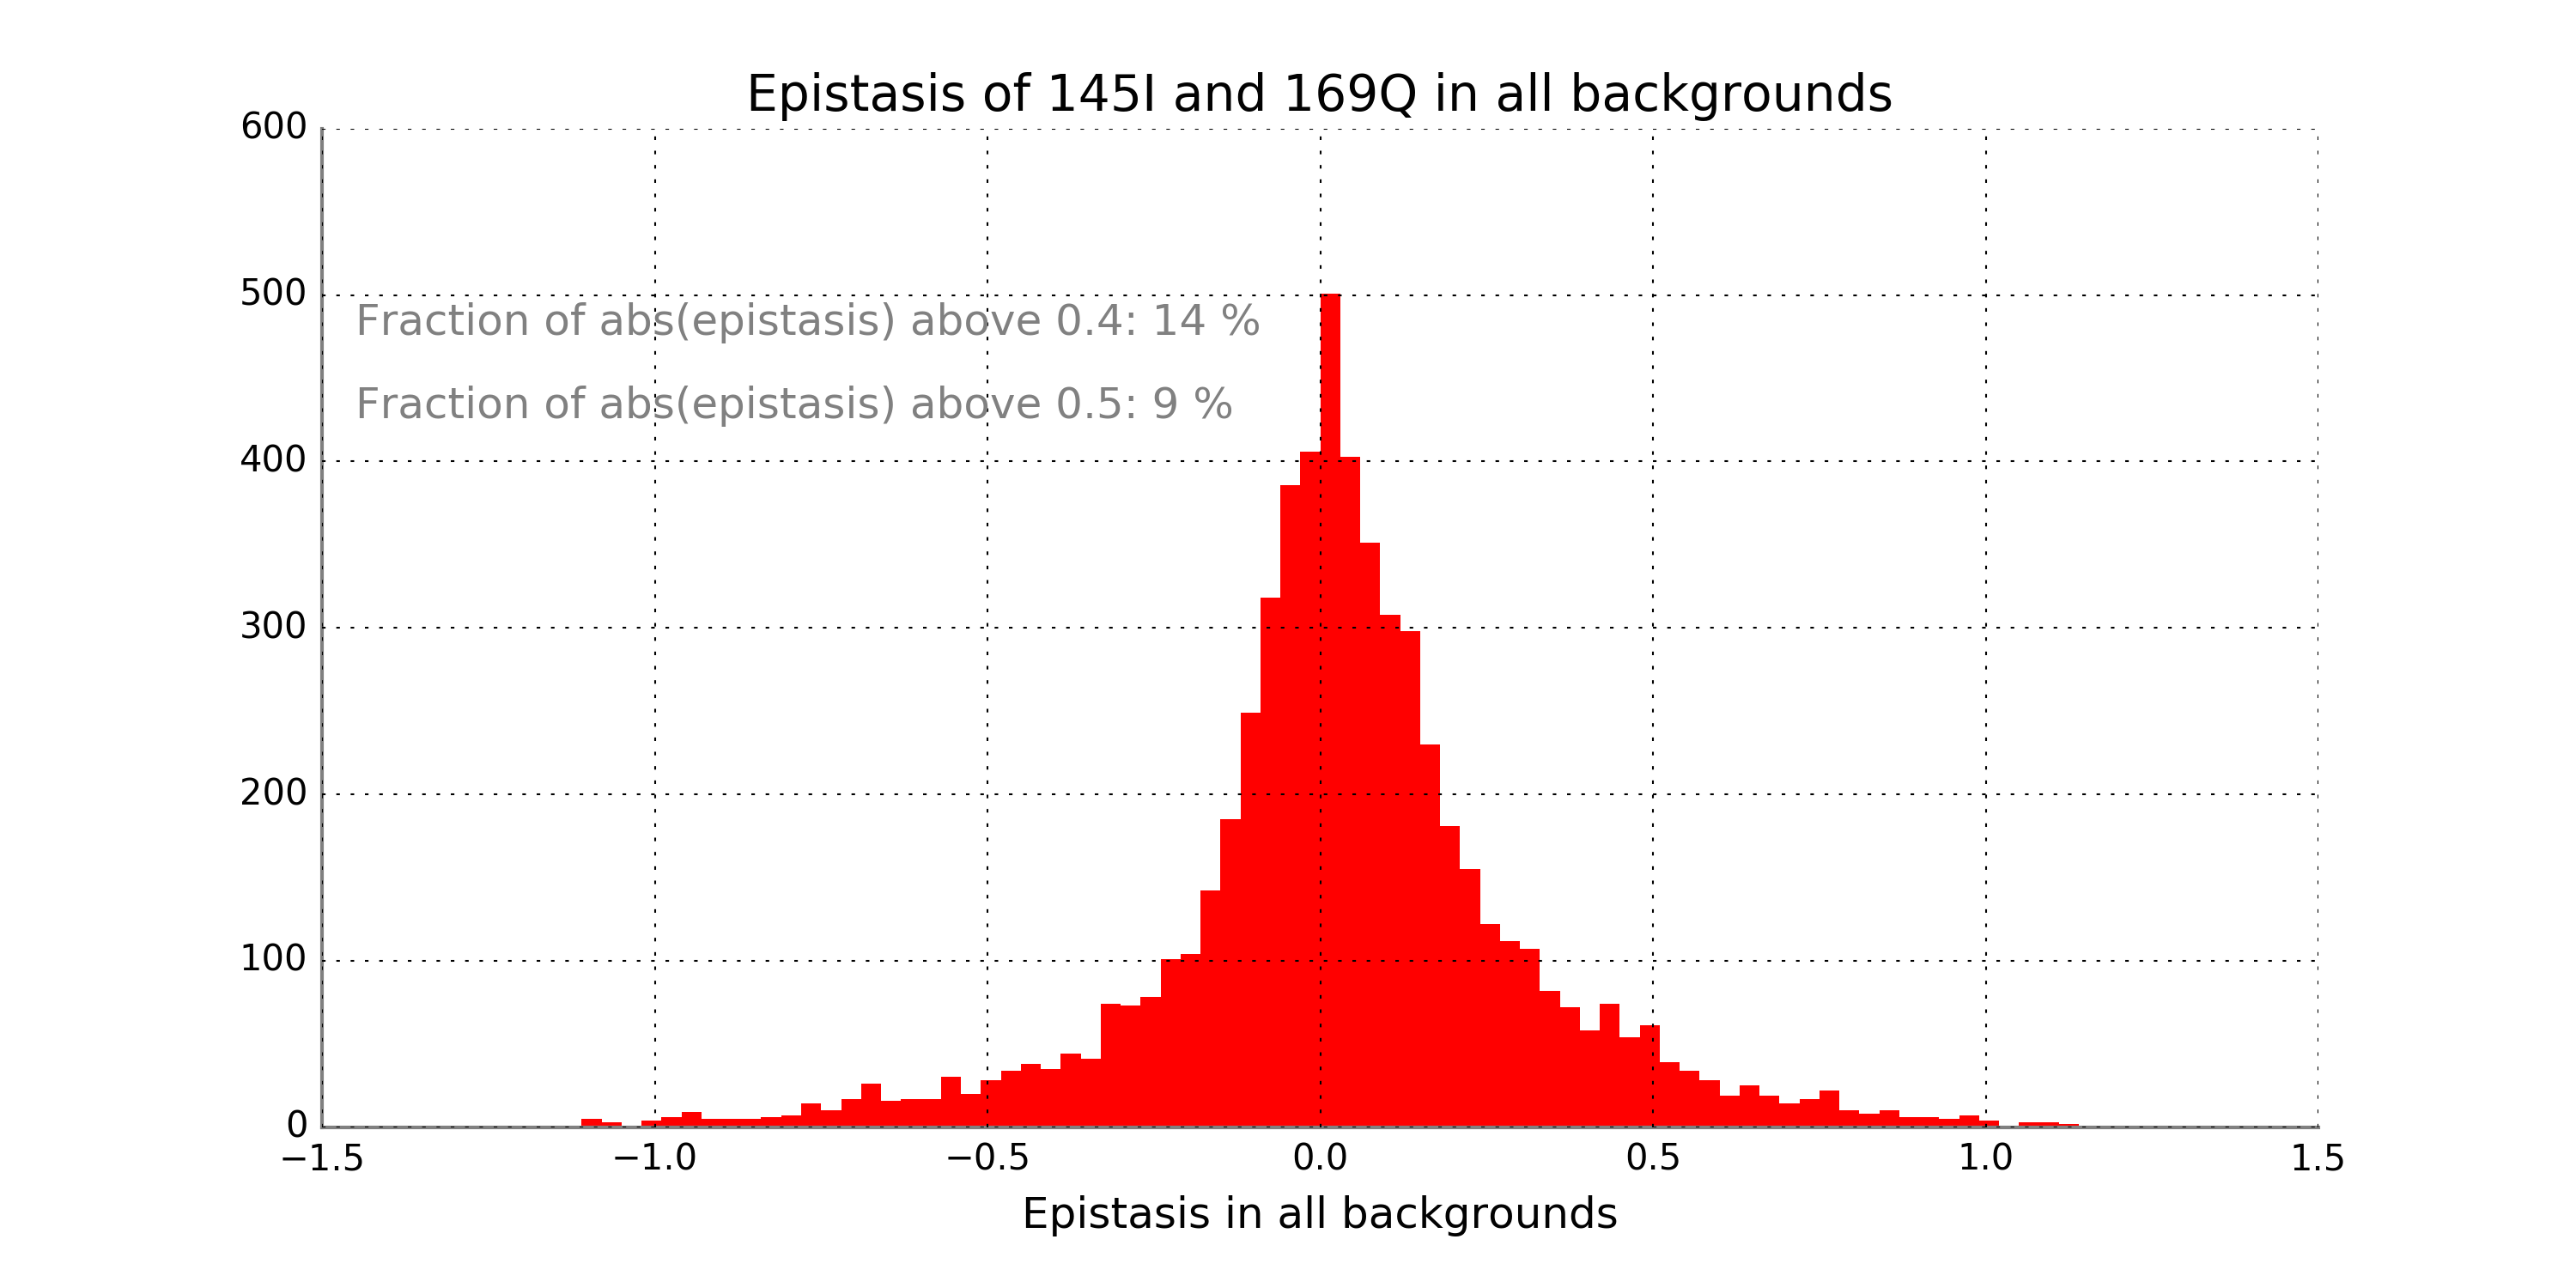 Epistasis of 145I and 169Q in all backgrounds
600
500
Fraction of abs(epistasis) above 0.4: 14 %
Fraction of abs(epistasis) above 0.5: 9 %
400
300
200
100
0
−1.5 −1.0 −0.5 0.0 0.5 1.0 1.5
Epistasis in all backgrounds